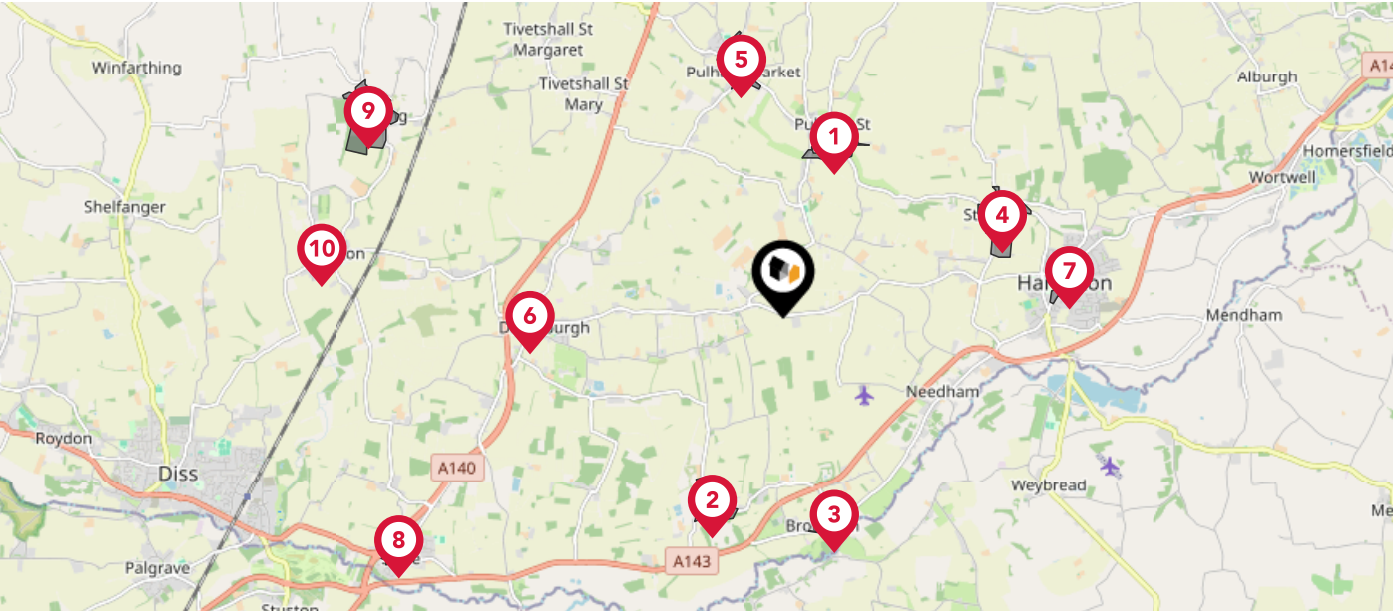 Tivetshall St
Margaret
Winfarthing
5
A14
Alburgh
Tivetshall St
Mary
9
1
Homersfield
Wortwell
Shelfanger
4
10
7
Mendham
6
Needham
Roydon
A140
Diss
Weybread
2
3
8
A143
Palgrave
Stuston